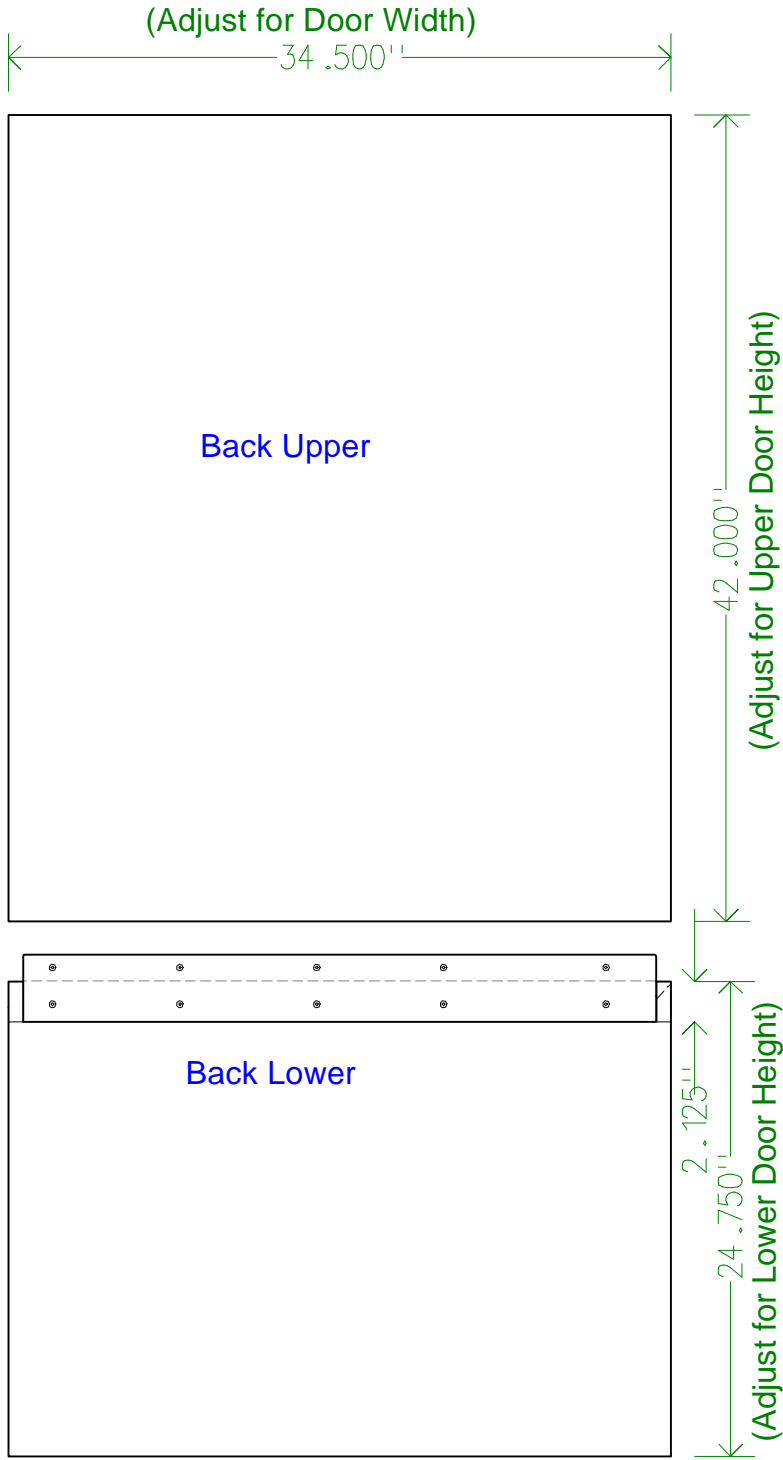 (Adjust for Door Width)
34 .500''
Back Upper
42 .000''
(Adjust for Upper Door Height)
Back Lower
2 .125''
24 .750''
(Adjust for Lower Door Height)